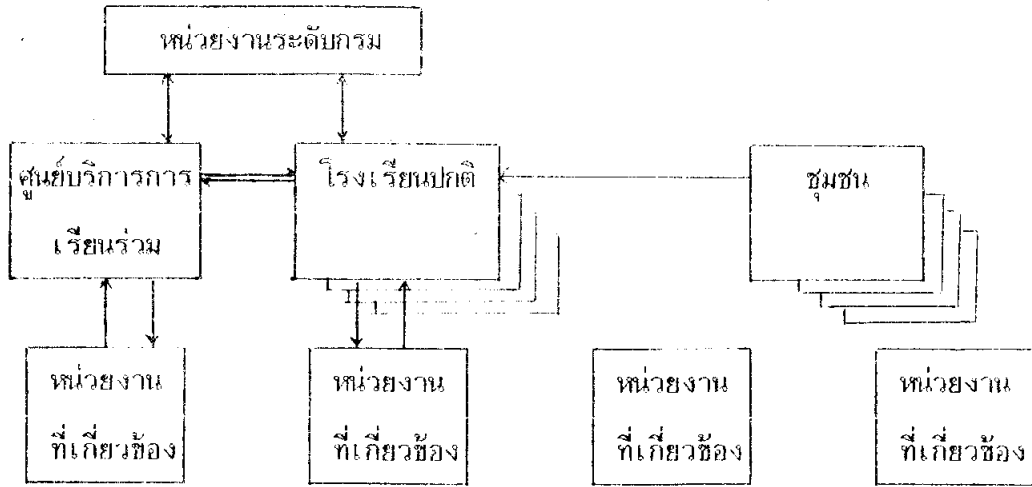 หน่วยงานระดับกรม
ศูนย์บริการการ
เรียนร่วม
โรงเรียนปกติ
ชุมชน
หน่วยงาน
ที่เกี่ยวข้อง
หน่วยงาน
ที่เกี่ยวข้อง
หน่วยงาน
ที่เกี่ยวข้อง
หน่วยงาน
ที่เกี่ยวข้อง